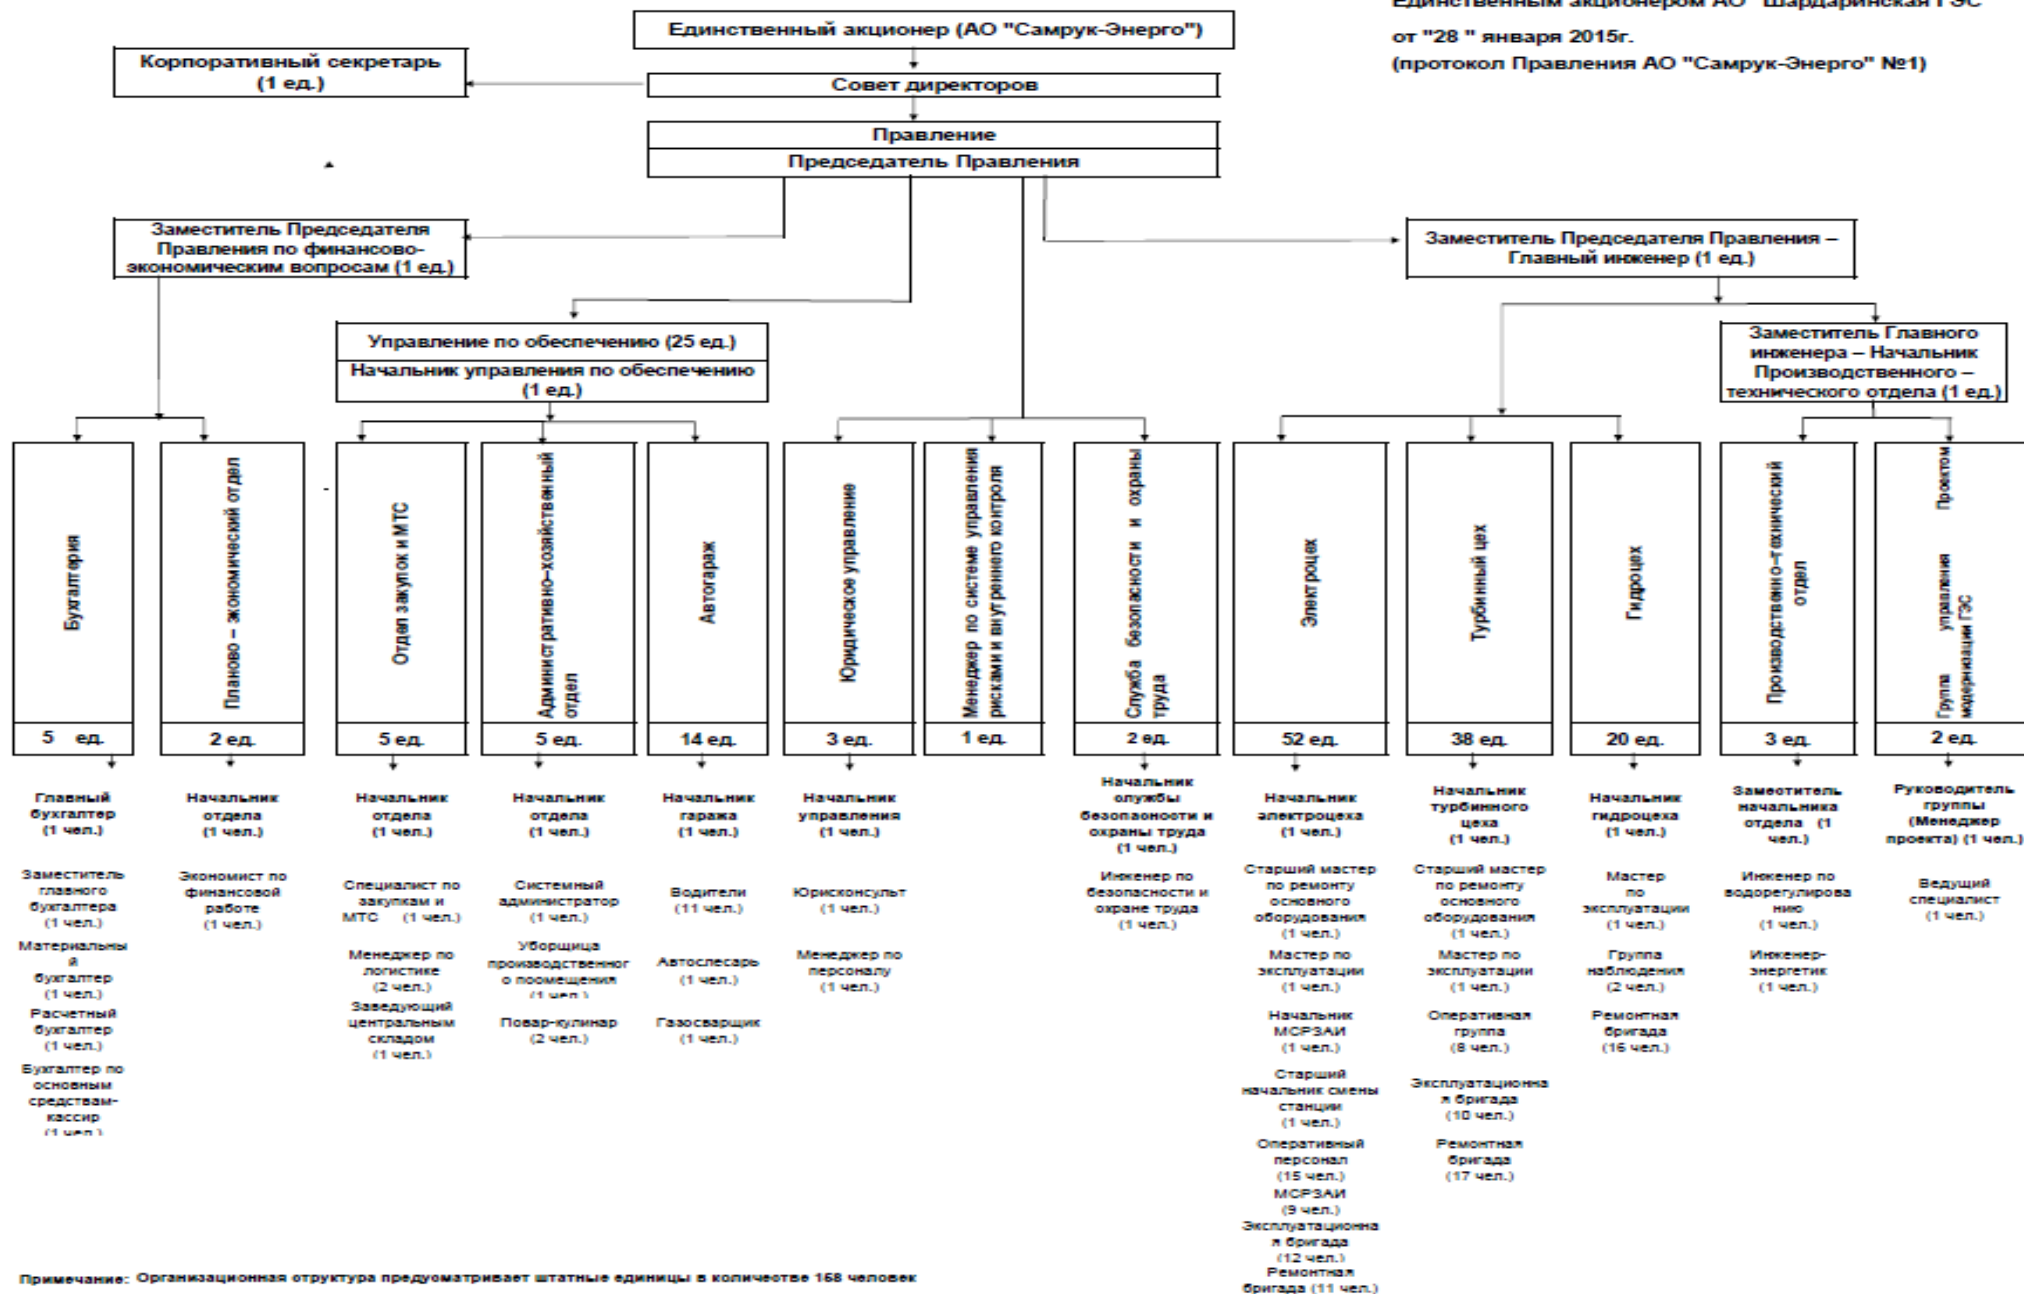 Единственным акционером АО "Шардаринская ГЭС"
от "28 " января 2015г.
(протокол Правления АО "Самрук-Энерго" №1)
Единственный акционер (АО "Самрук-Энерго")
Корпоративный секретарь
(1 ед.)
Совет директоров
Правление
Председатель Правления
Заместитель Председателя
Правления по финансово-
экономическим вопросам (1 ед.)
Заместитель Председателя Правления –
Главный инженер (1 ед.)
Управление по обеспечению (25 ед.)
Начальник управления по обеспечению
(1 ед.)
Заместитель Главного
инженера – Начальник
Производственного –
технического отдела (1 ед.)
Бухгалтерия
5 ед.
Планово – экономический отдел
2 ед.
Отдел закупок и МТС
5 ед.
Административно–хозяйственный
отдел
5 ед.
Автогараж
14 ед.
Юридическое управление
3 ед.
Менеджер по системе управления
рисками и внутреннего контроля
1 ед.
Служба безопасности и охраны
труда
2 ед.
Электроцех
52 ед.
Турбинный цех
38 ед.
Гидроцех
20 ед.
Производственно–технический
отдел
3 ед.
Группа управления Проектом
модернизации ГЭС
2 ед.
Главный
бухгалтер
(1 чел.)
Заместитель
главного
бухгалтера
(1 чел.)
Материальны
й
бухгалтер
(1 чел.)
Расчетный
бухгалтер
(1 чел.)
Бухгалтер по
основным
средствам-
кассир
(1 чел.)
Начальник
отдела
(1 чел.)
Экономист по
финансовой
работе
(1 чел.)
Начальник
отдела
(1 чел.)
Специалист по
закупкам и
МТС (1 чел.)
Менеджер по
логистике
(2 чел.)
Заведующий
центральным
складом
(1 чел.)
Начальник
отдела
(1 чел.)
Системный
администратор
(1 чел.)
Уборщица
производственног
о помещения
(1 чел.)
Повар-кулинар
(2 чел.)
Начальник
гаража
(1 чел.)
Водители
(11 чел.)
Автослесарь
(1 чел.)
Газосварщик
(1 чел.)
Начальник
управления
(1 чел.)
Юрисконсульт
(1 чел.)
Менеджер по
персоналу
(1 чел.)
Начальник
службы
безопасности и
охраны труда
(1 чел.)
Инженер по
безопасности и
охране труда
(1 чел.)
Начальник
электроцеха
(1 чел.)
Старший мастер
по ремонту
основного
оборудования
(1 чел.)
Мастер по
эксплуатации
(1 чел.)
Начальник
МСРЗАИ
(1 чел.)
Старший
начальник смены
станции
(1 чел.)
Оперативный
персонал
(15 чел.)
МСРЗАИ
(9 чел.)
Эксплуатационна
я бригада
(12 чел.)
Ремонтная
бригада (11 чел.)
Начальник
турбинного
цеха
(1 чел.)
Старший мастер
по ремонту
основного
оборудования
(1 чел.)
Мастер по
эксплуатации
(1 чел.)
Оперативная
группа
(8 чел.)
Эксплуатационна
я бригада
(10 чел.)
Ремонтная
бригада
(17 чел.)
Начальник
гидроцеха
(1 чел.)
Мастер
по
эксплуатации
(1 чел.)
Группа
наблюдения
(2 чел.)
Ремонтная
бригада
(16 чел.)
Заместитель
начальника
отдела (1
чел.)
Инженер по
водорегулирова
нию
(1 чел.)
Инженер-
энергетик
(1 чел.)
Руководитель
группы
(Менеджер
проекта) (1 чел.)
Ведущий
специалист
(1 чел.)
Примечание: Организационная структура предусматривает штатные единицы в количестве 158 человек